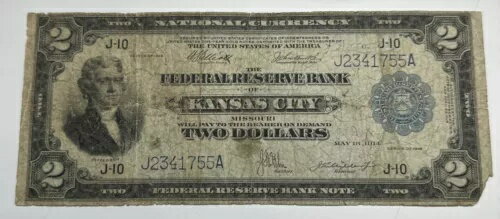 TWO NATIONAL CURRENCY TWO
2 J-10 THE UNITED STATES OF AMERICA J-10 2
J2341755A
THE
FEDERAL RESERVE BANK
OF
KANSAS CITY
MISSOURI
WILL PAY TO THE BEARER ON DEMAND
TWO DOLLARS
MAY 18, 1914
J-10 J2341755A J-10
TWO FEDERAL RESERVE BANK NOTE TWO